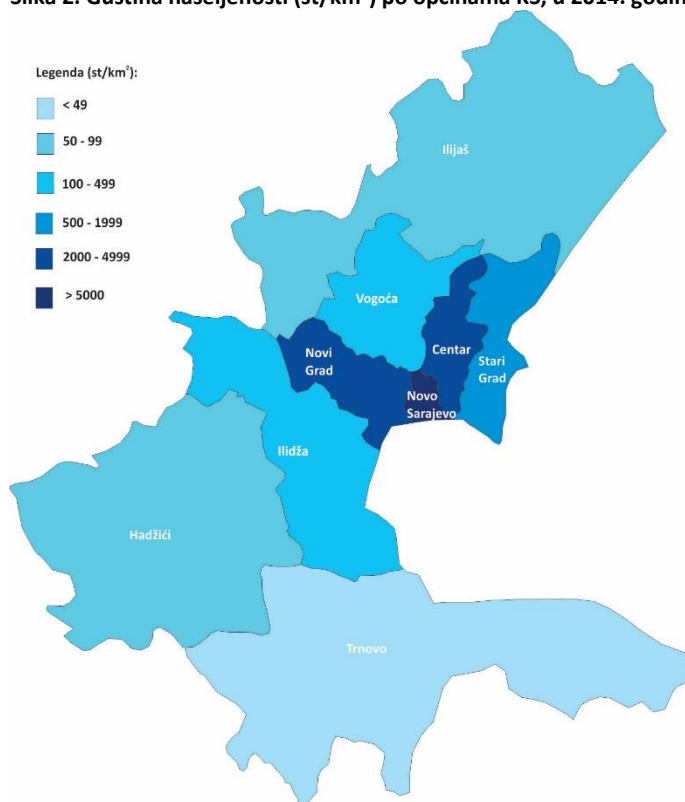 Slika 2. Gustina naseljenosti (st/km²) po općinama KS, u 2014. godin
Legenda (st/km²):
< 49
50 - 99
100 - 499
500 - 1999
2000 - 4999
> 5000
Ilijaš
Vogoća
Novi
Grad
Centar
Stari
Grad
Novo
Sarajevo
Ilidža
Hadžići
Trnovo